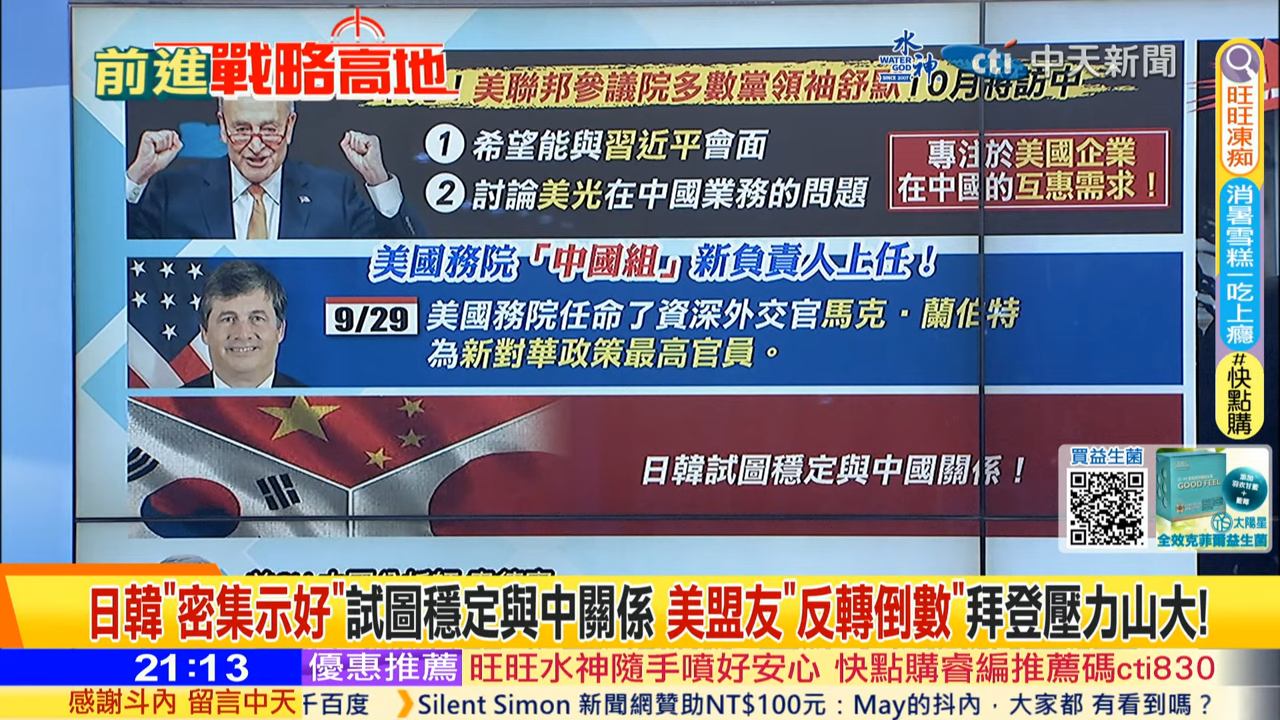 前進戰略高地
水神
WATER GOD
SINCE 2007
cti 中天新聞
美聯邦參議院多數黨領袖舒默10月將訪中
1 希望能與習近平會面
2 討論美光在中國業務的問題
專注於美國企業
在中國的互惠需求！
美國務院「中國組」新負責人上任！
9/29
美國務院任命了資深外交官馬克·蘭伯特
為新對華政策最高官員。
日韓試圖穩定與中國關係！
旺旺凍痴
消暑雪糕一吃上癮
#快點購
買益生菌
GOOD FEEL
太陽星
全效克菲爾益生菌
日韓"密集示好"試圖穩定與中關係 美盟友"反轉倒數"拜登壓力山大!
21:13 優惠推薦 旺旺水神隨手噴好安心 快點購睿編推薦碼cti830
感謝斗內 留言中天 千百度 Silent Simon 新聞網贊助NT$100元：May的抖內，大家都 有看到嗎？